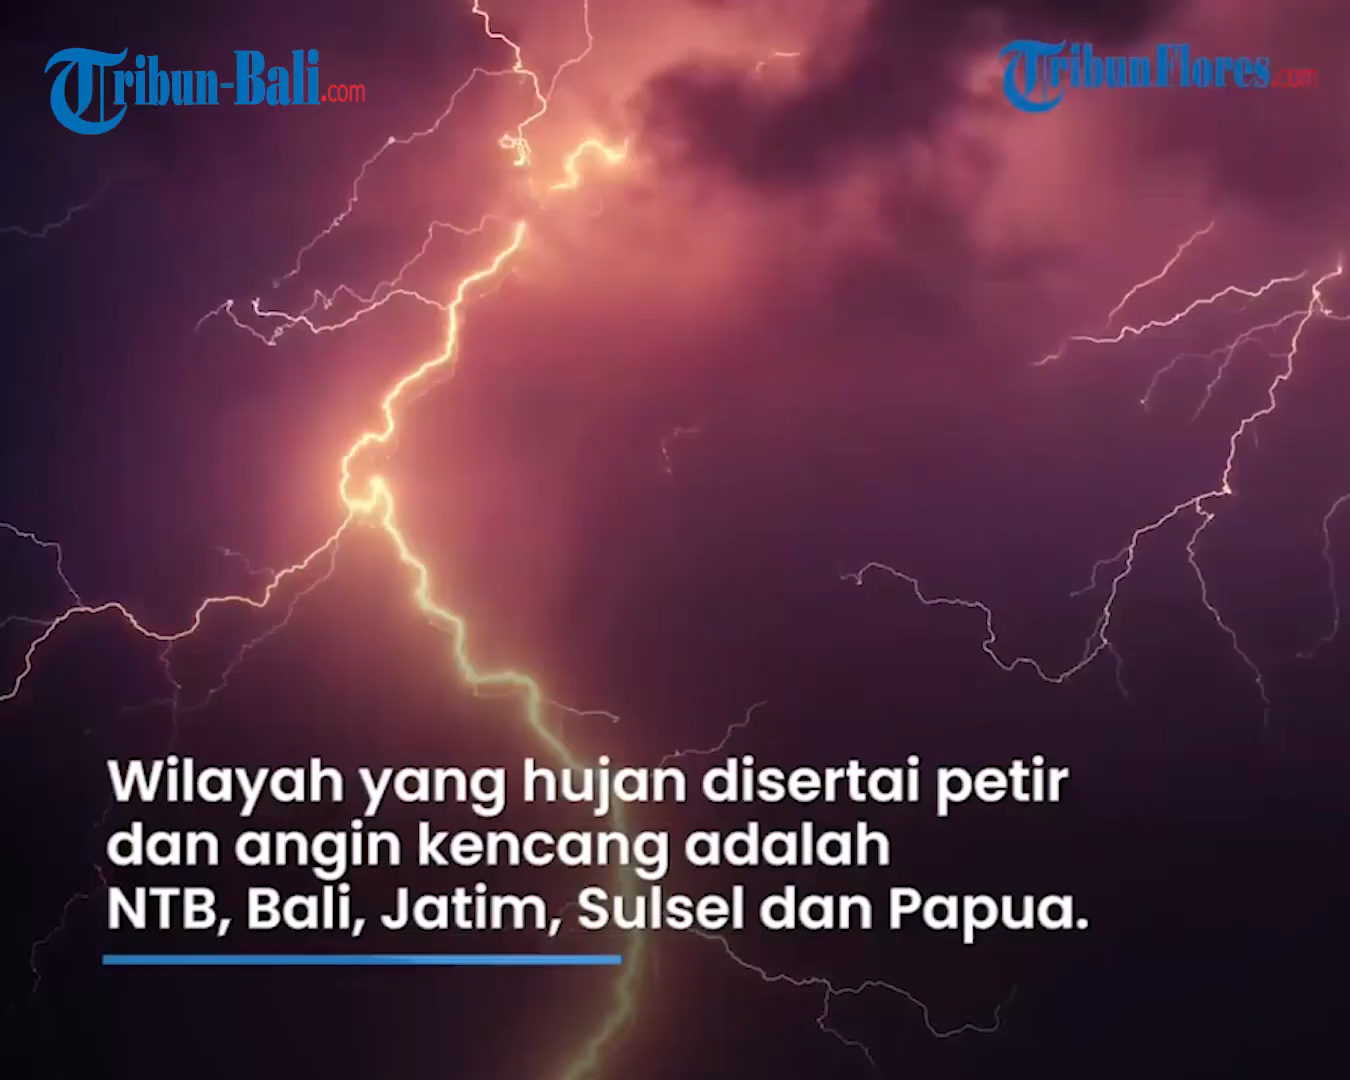 Tribun-Bali.com
TribunFlores.com
Wilayah yang hujan disertai petir
dan angin kencang adalah
NTB, Bali, Jatim, Sulsel dan Papua.